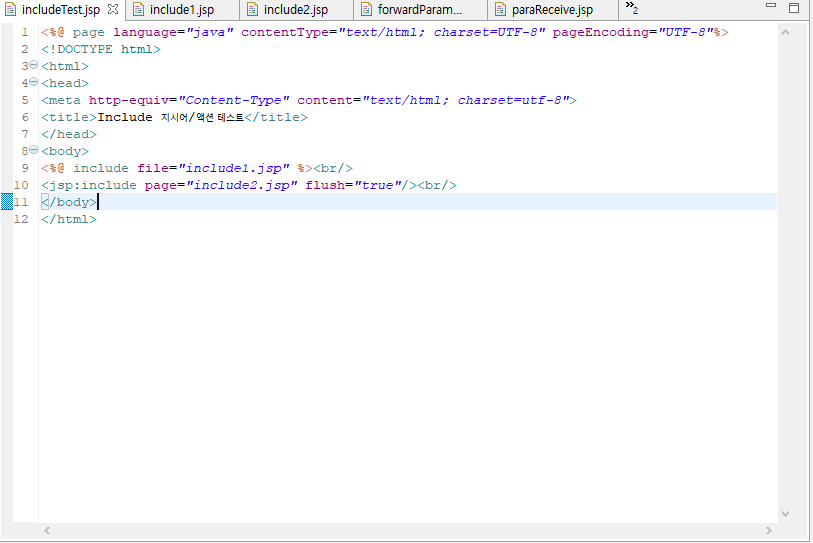 includeTest.jsp include1.jsp include2.jsp forwardParam... paraReceive.jsp »2
1 <%@ page language="java" contentType="text/html; charset=UTF-8" pageEncoding="UTF-8"%>
2 <!DOCTYPE html>
3 <html>
4 <head>
5 <meta http-equiv="Content-Type" content="text/html; charset=utf-8">
6 <title>Include 지시어/액션 테스트</title>
7 </head>
8 <body>
9 <%@ include file="include1.jsp" %><br/>
10 <jsp:include page="include2.jsp" flush="true"/><br/>
11 </body>
12 </html>